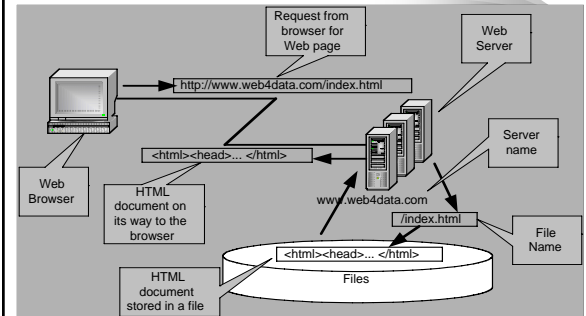 Request from
browser for
Web page
Web
Server
http://www.web4data.com/index.html
Server
name
<html><head>... </html>
Web
Browser
HTML
document on
its way to the
browser
www.web4data.com
/index.html
File
Name
<html><head>... </html>
HTML
document
stored in a file
Files